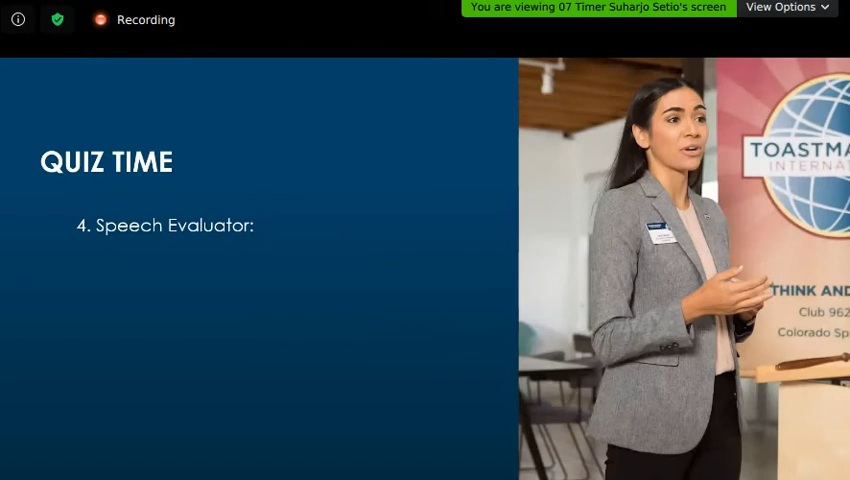 Recording
You are viewing 07 Timer Suharjo Setio's screen
View Options
QUIZ TIME
4. Speech Evaluator:
TOASTMA
INTERNAT
THINK AND
Club 962
Colorado Sp